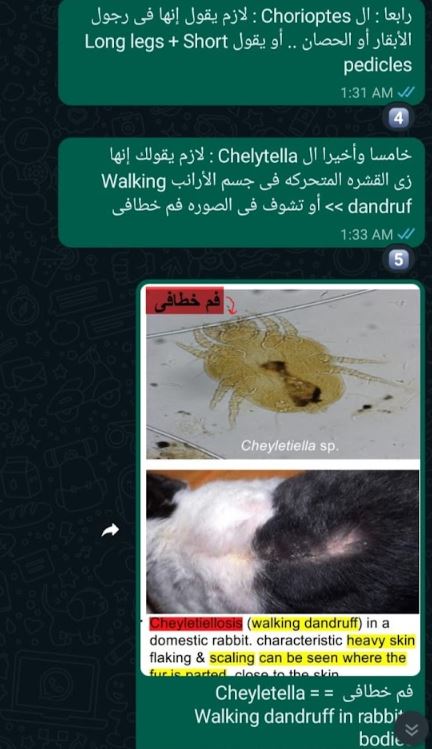 رابعا : ال Chorioptes : لازم يقول إنها فى رجول
الأبقار أو الحصان .. أو يقول Long legs + Short
pedicles
1:31 AM
4
خامسا وأخيرا ال Chelytella : لازم يقولك إنها
زى القشره المتحركه فى جسم الأرانب Walking
dandruf >> أو تشوف فى الصوره فم خطافى
1:33 AM
5
فم خطافى
Cheyletiella sp.
Cheyletiellosis (walking dandruff) in a
domestic rabbit. characteristic heavy skin
flaking & scaling can be seen where the
fur is parted, close to the skin
فم خطافى == Cheyletella
Walking dandruff in rabbit
bodie